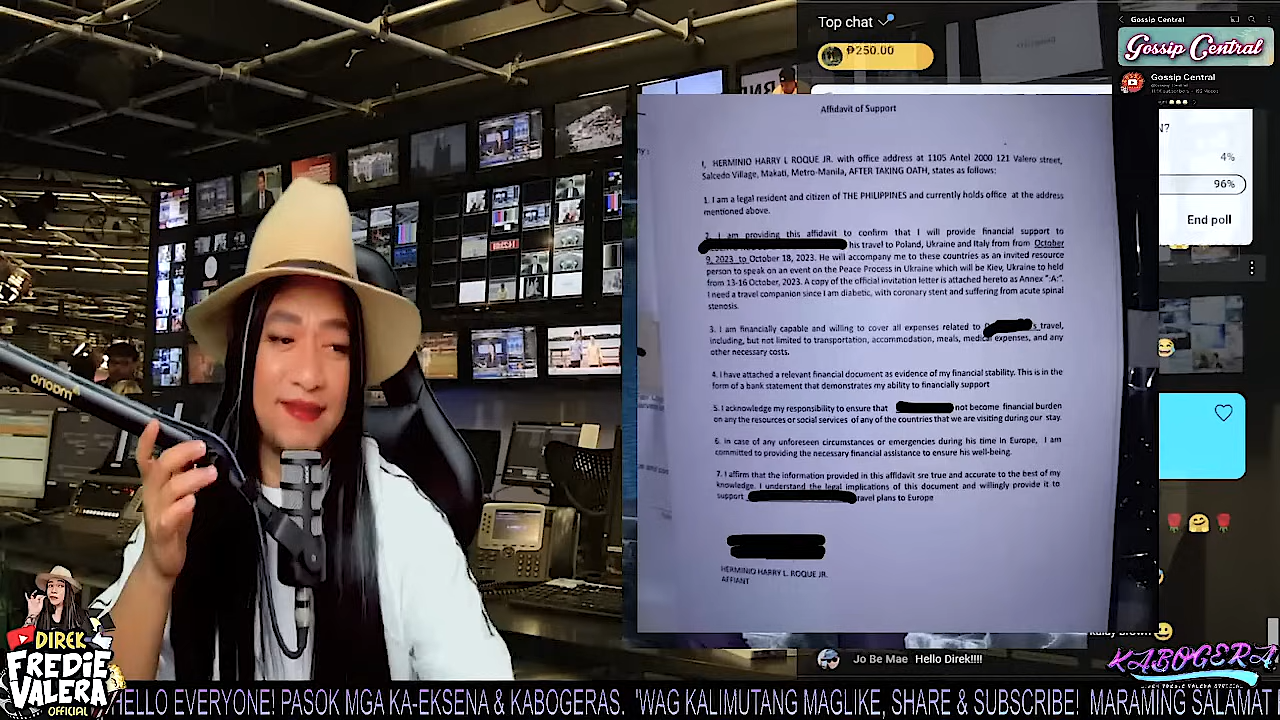 Top chat
₱250.00
Gossip Central
Gossip Central
Gossip Central
N?
4%
96%
End poll
Affidavit of Support
I, HERMINIO HARRY L ROQUE JR. with office address at 1105 Antel 2000 121 Valero street,
Salcedo Village, Makati, Metro-Manila, AFTER TAKING OATH, states as follows:
1. I am a legal resident and citizen of THE PHILIPPINES and currently holds office at the address
mentioned above.
2. I am providing this affidavit to confirm that I will provide financial support to
his travel to Poland, Ukraine and Italy from from October
9, 2023 to October 18, 2023. He will accompany me to these countries as an invited resource
person to speak on an event on the Peace Process in Ukraine which will be Kiev, Ukraine to held
from 13-16 October, 2023. A copy of the official invitation letter is attached hereto as Annex ".A:".
I need a travel companion since I am diabetic, with coronary stent and suffering from acute spinal
stenosis.
3. I am financially capable and willing to cover all expenses related to travel,
including, but not limited to transportation, accommodation, meals, medical expenses, and any
other necessary costs.
4. I have attached a relevant financial document as evidence of my financial stability. This is in the
form of a bank statement that demonstrates my ability to financially support
5. I acknowledge my responsibility to ensure that not become financial burden
on any the resources or social services of any of the countries that we are visiting during our stay.
6. In case of any unforeseen circumstances or emergencies during his time in Europe, I am
committed to providing the necessary financial assistance to ensure his well-being.
7. I affirm that the information provided in this affidavit sre true and accurate to the best of my
knowledge. I understand the legal implications of this document and willingly provide it to
support ravel plans to Europe
HERMINIO HARRY L. ROQUE JR.
AFFIANT
maono
Jo Be Mae Hello Direk!!!!
KABOGERA
DIREK
FREDIE
VALERA
OFFICIAL
HELLO EVERYONE! PASOK MGA KA-EKSENA & KABOGERAS. 'WAG KALIMUTANG MAGLIKE, SHARE & SUBSCRIBE! MARAMING SALAMAT